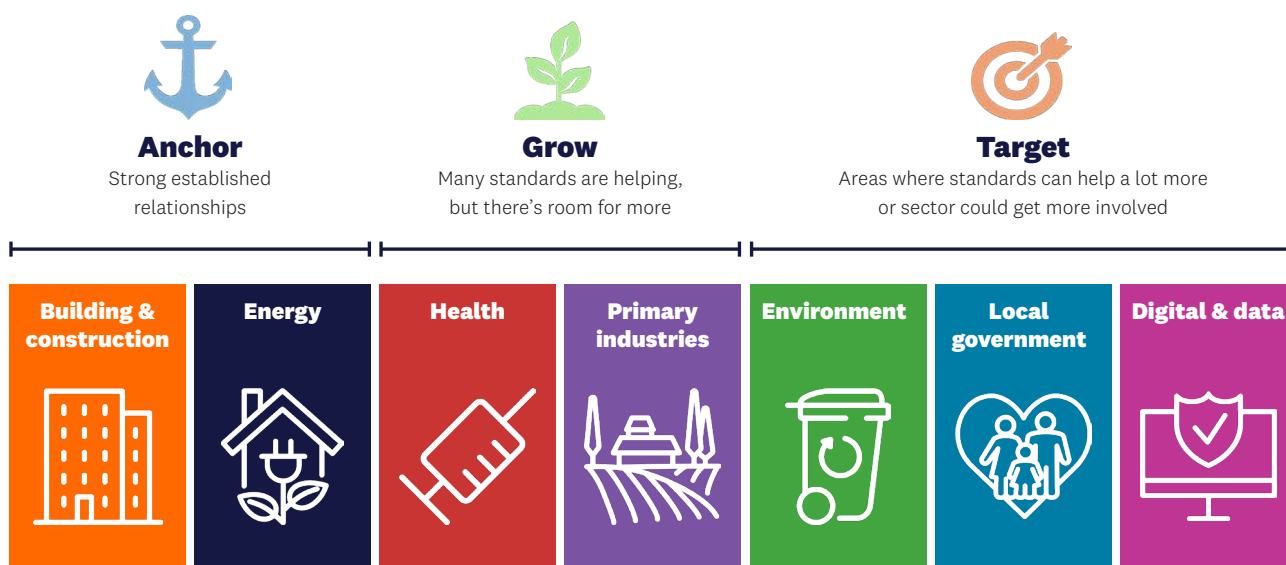 Anchor
Strong established
relationships
Grow
Many standards are helping,
but there’s room for more
Target
Areas where standards can help a lot more
or sector could get more involved
Building &
construction
Energy
Health
Primary
industries
Environment
Local
government
Digital & data